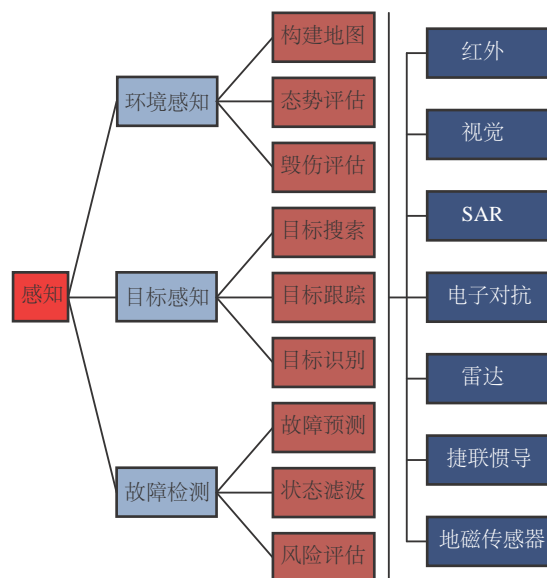 感知
环境感知
目标感知
故障检测
构建地图
态势评估
毁伤评估
目标搜索
目标跟踪
目标识别
故障预测
状态滤波
风险评估
红外
视觉
SAR
电子对抗
雷达
捷联惯导
地磁传感器